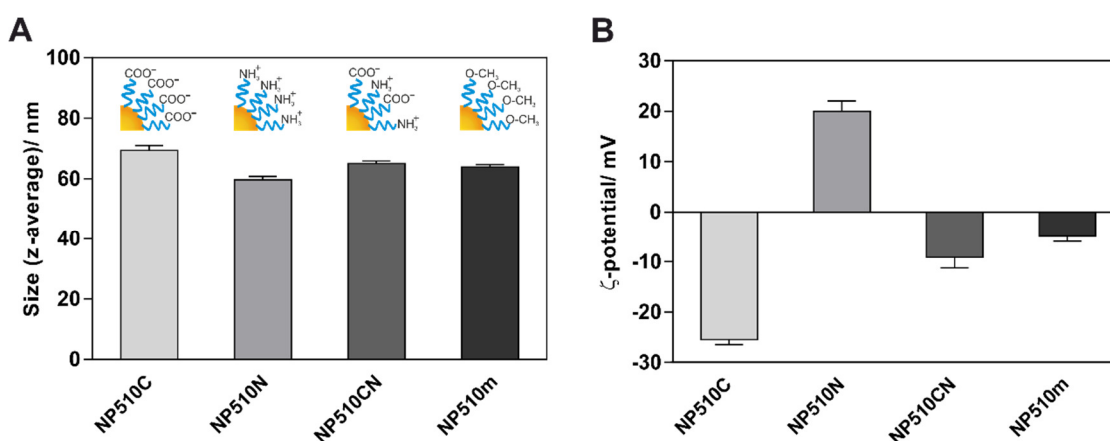 A
Size (z-average)/ nm
100
80
60
40
20
0
COO⁻
COO⁻
COO⁻
COO⁻
NH₃⁺
NH₃⁺
NH₃⁺
NH₃⁺
COO⁻
NH₃⁺
COO⁻
NH₃⁺
O-CH₃
O-CH₃
O-CH₃
O-CH₃
NP510C
NP510N
NP510CN
NP510m
B
ζ-potential/ mV
30
20
10
0
-10
-20
-30
NP510C
NP510N
NP510CN
NP510m